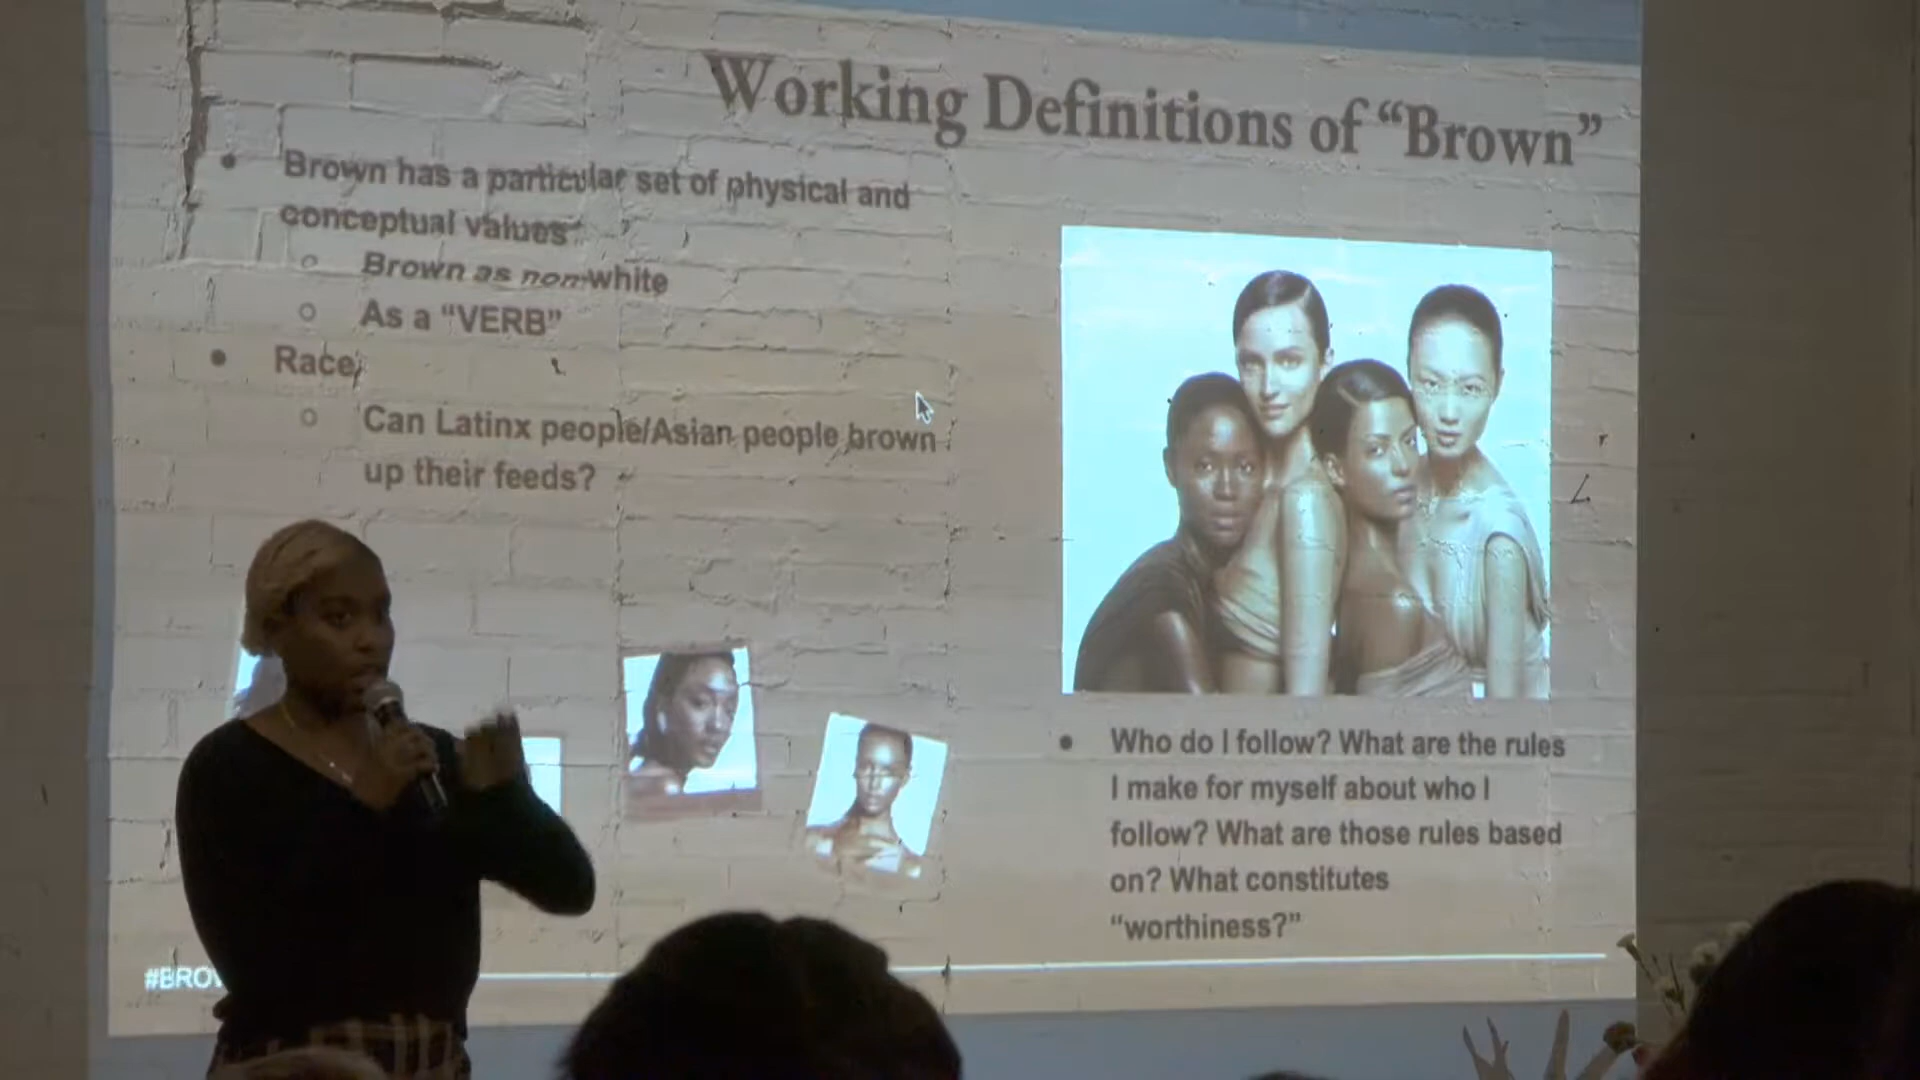 Working Definitions of “Brown”
“Brown has a particular set of physical and
conceptual values”
Brown as non-white
As a “VERB”
Race
Can Latinx people/Asian people brown
up their feeds?
Who do I follow? What are the rules
I make for myself about who I
follow? What are those rules based
on? What constitutes
“worthiness?”